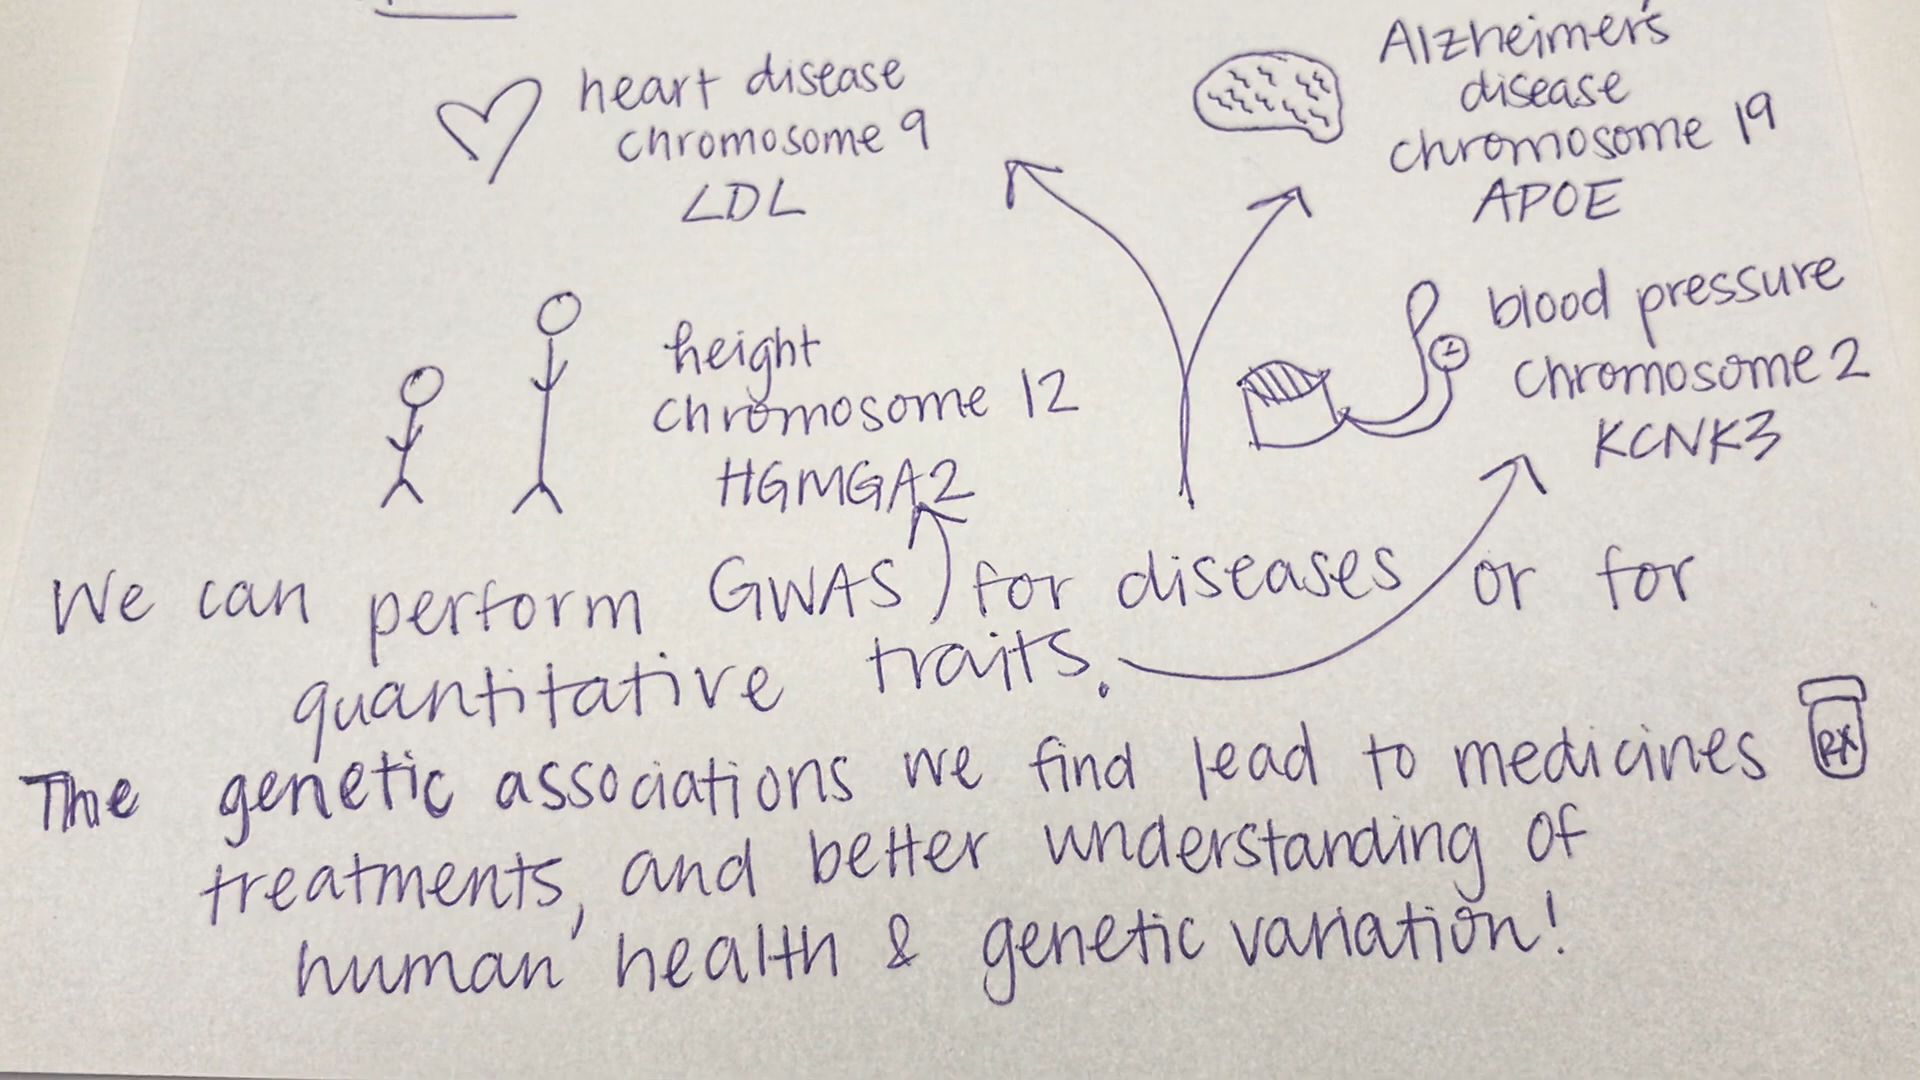 heart disease
chromosome 9
LDL
Alzheimer's
disease
chromosome 19
APOE
height
chromosome 12
HGMGA2
blood pressure
chromosome 2
KCNK3
We can perform GWAS for diseases or for
quantitative traits.
The genetic associations we find lead to medicines RX
treatments, and better understanding of
human health & genetic variation!